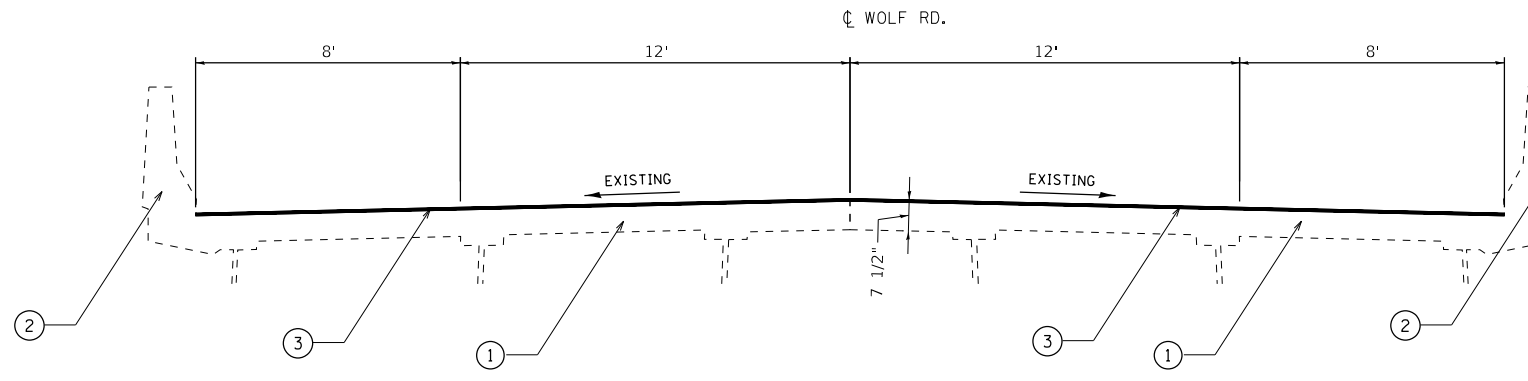 ℄ WOLF RD.
8' 12' 12' 8'
EXISTING EXISTING
7 1/2"
2 3 1 3 1 2